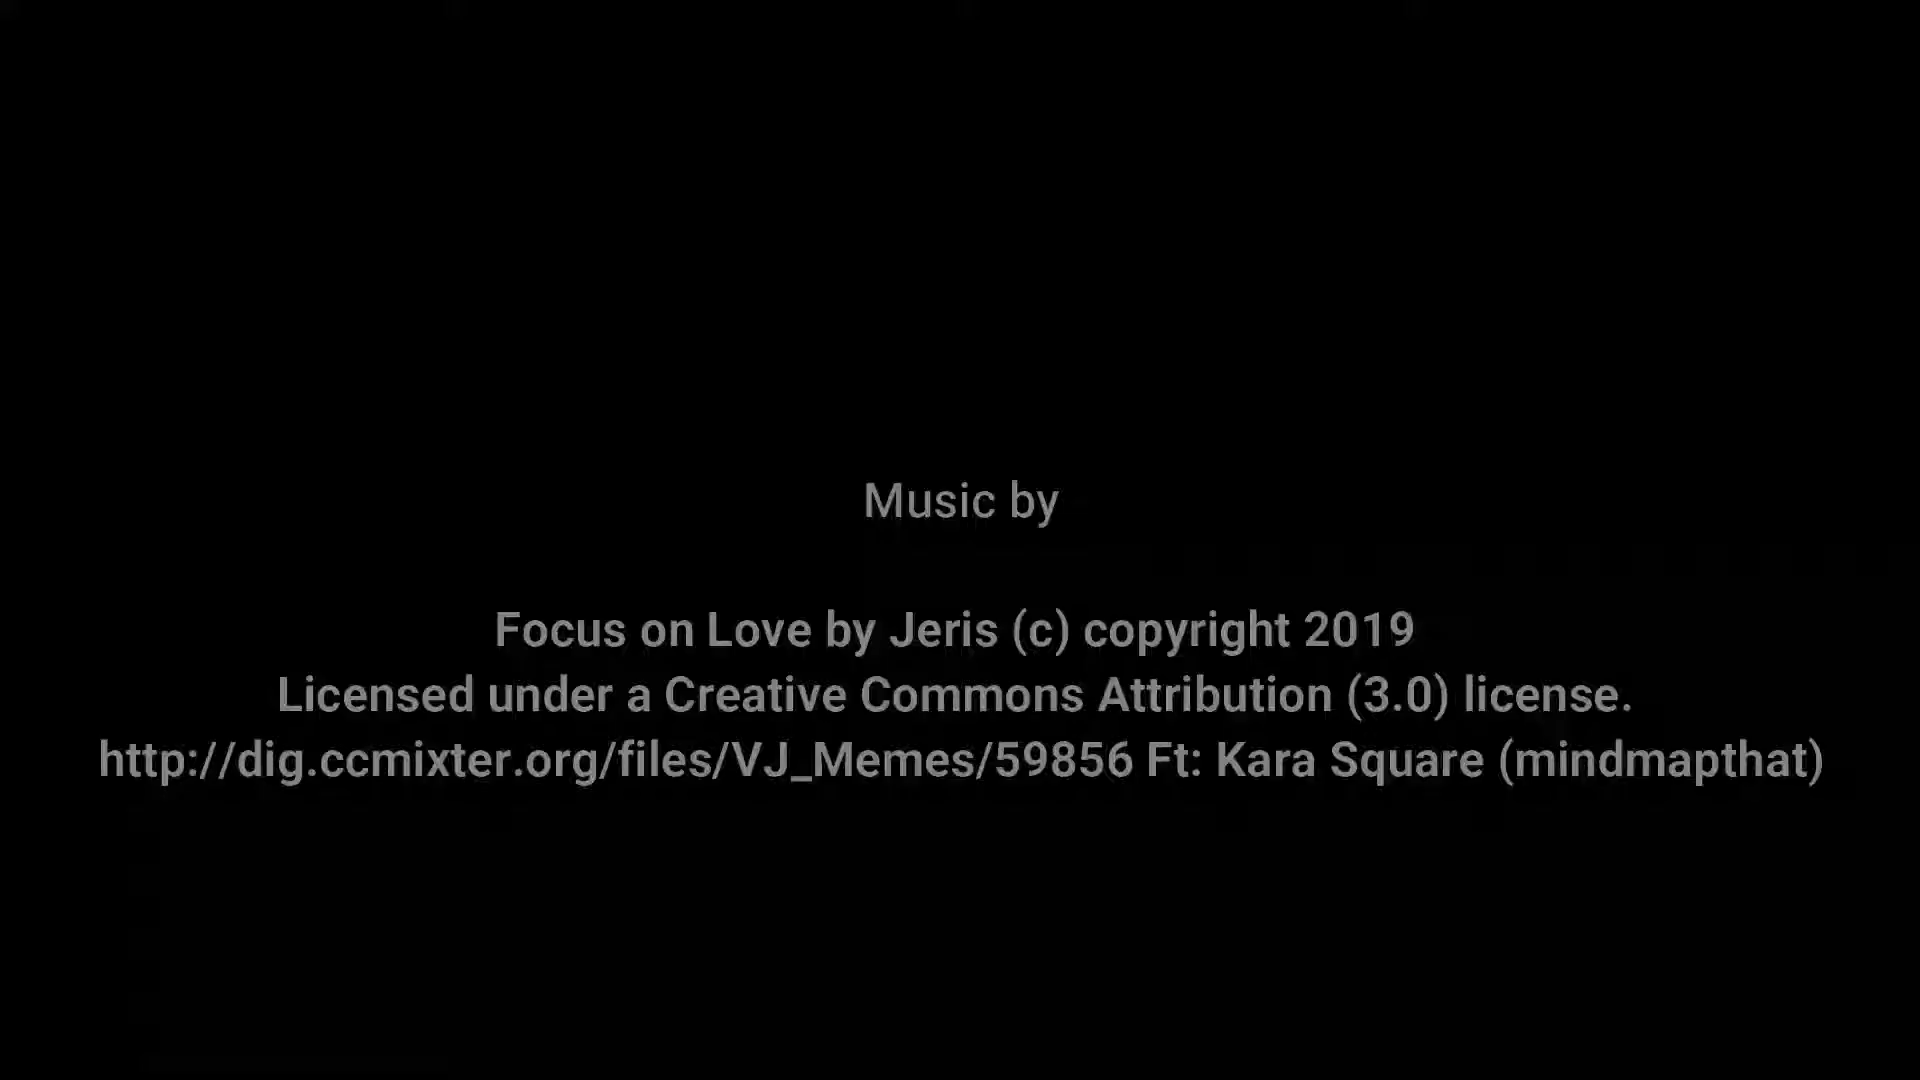 Music by
Focus on Love by Jeris (c) copyright 2019
Licensed under a Creative Commons Attribution (3.0) license.
http://dig.ccmixter.org/files/VJ_Memes/59856 Ft: Kara Square (mindmapthat)